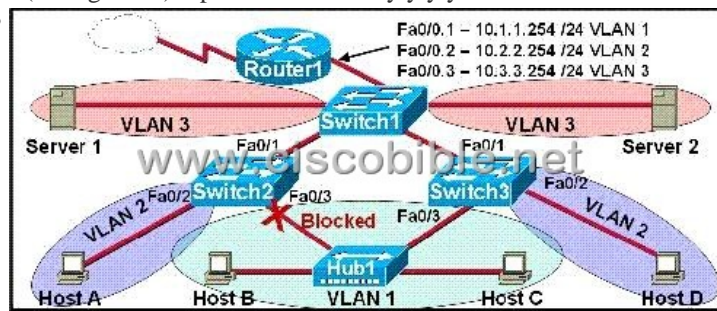 Fa0/0.1 – 10.1.1.254 /24 VLAN 1
Fa0/0.2 – 10.2.2.254 /24 VLAN 2
Fa0/0.3 – 10.3.3.254 /24 VLAN 3
Router1
VLAN 3
Switch1
VLAN 3
Server 1
Fa0/1
Fa0/1
Server 2
www.ciscobible.net
Switch2
Switch3
VLAN 2
Fa0/2
Fa0/3
Fa0/2
VLAN 2
Blocked
Fa0/3
Hub1
Host A
Host B
VLAN 1
Host C
Host D